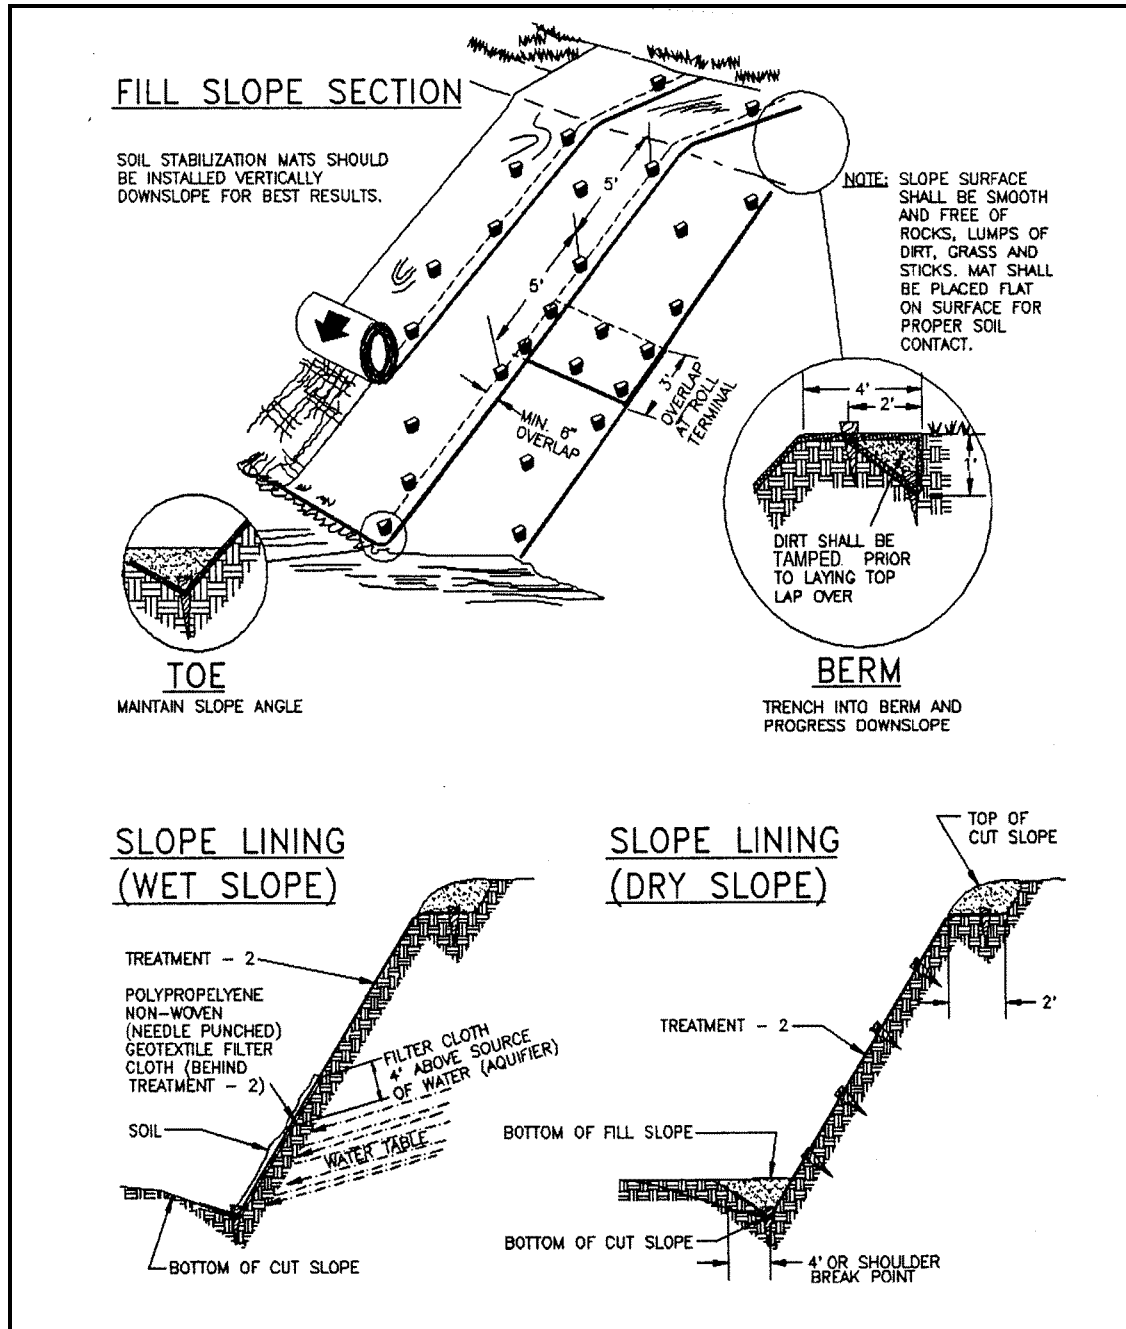 FILL SLOPE SECTION
SOIL STABILIZATION MATS SHOULD
BE INSTALLED VERTICALLY
DOWNSLOPE FOR BEST RESULTS.
5'
5'
NOTE: SLOPE SURFACE
SHALL BE SMOOTH
AND FREE OF
ROCKS, LUMPS OF
DIRT, GRASS AND
STICKS. MAT SHALL
BE PLACED FLAT
ON SURFACE FOR
PROPER SOIL
CONTACT.
MIN. 6"
OVERLAP
3'
OVERLAP
AT ROLL
TERMINAL
4'
2'
1'
DIRT SHALL BE
TAMPED PRIOR
TO LAYING TOP
LAP OVER
TOE
MAINTAIN SLOPE ANGLE
BERM
TRENCH INTO BERM AND
PROGRESS DOWNSLOPE
SLOPE LINING
(WET SLOPE)
TREATMENT - 2
POLYPROPELYENE
NON-WOVEN
(NEEDLE PUNCHED)
GEOTEXTILE FILTER
CLOTH (BEHIND
TREATMENT - 2)
FILTER CLOTH
4' ABOVE SOURCE
OF WATER (AQUIFIER)
SOIL
WATER TABLE
BOTTOM OF CUT SLOPE
SLOPE LINING
(DRY SLOPE)
TOP OF
CUT SLOPE
2'
TREATMENT - 2
BOTTOM OF FILL SLOPE
BOTTOM OF CUT SLOPE
4' OR SHOULDER
BREAK POINT